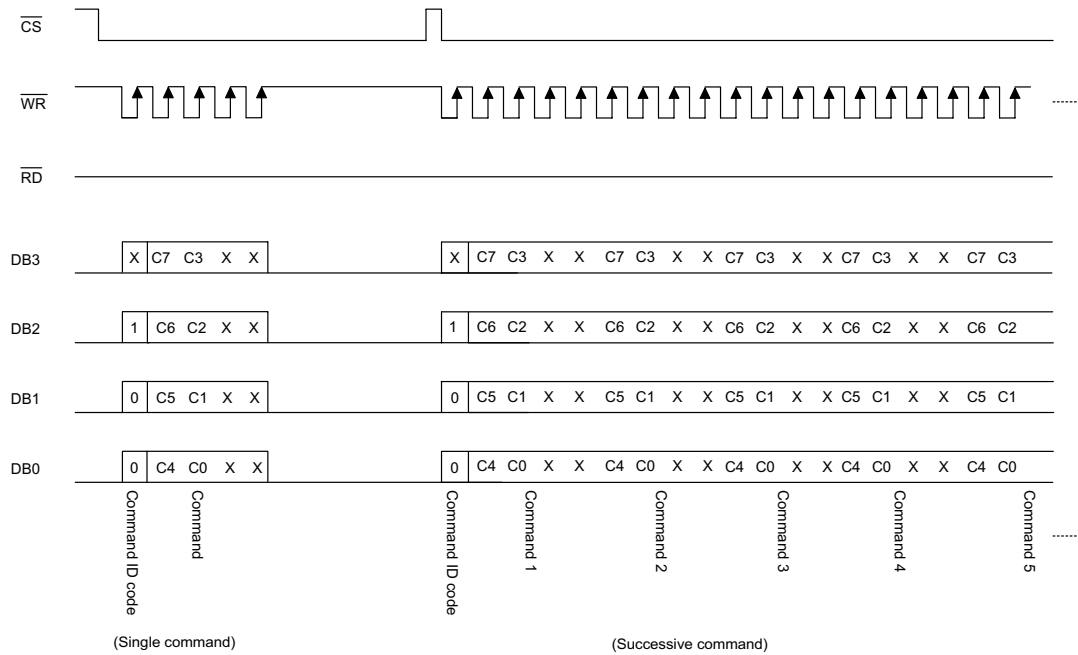 CS
WR
RD
DB3 X C7 C3 X X X C7 C3 X X C7 C3 X X C7 C3 X X C7 C3 X X C7 C3
DB2 1 C6 C2 X X 1 C6 C2 X X C6 C2 X X C6 C2 X X C6 C2 X X C6 C2
DB1 0 C5 C1 X X 0 C5 C1 X X C5 C1 X X C5 C1 X X C5 C1 X X C5 C1
DB0 0 C4 C0 X X 0 C4 C0 X X C4 C0 X X C4 C0 X X C4 C0 X X C4 C0
Command ID code
Command
Command ID code
Command 1
Command 2
Command 3
Command 4
Command 5
(Single command)
(Successive command)